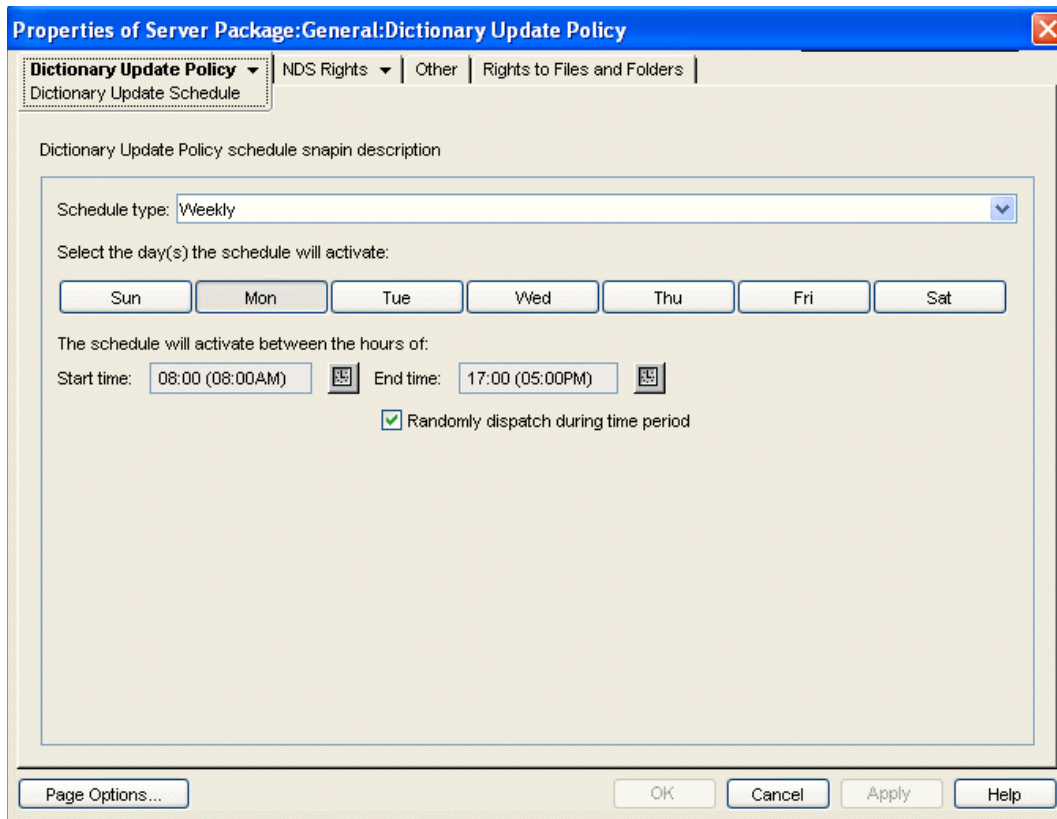 Properties of Server Package:General:Dictionary Update Policy
Dictionary Update Policy NDS Rights Other Rights to Files and Folders
Dictionary Update Schedule
Dictionary Update Policy schedule snapin description
Schedule type: Weekly
Select the day(s) the schedule will activate:
Sun Mon Tue Wed Thu Fri Sat
The schedule will activate between the hours of:
Start time: 08:00 (08:00AM) End time: 17:00 (05:00PM)
Randomly dispatch during time period
Page Options... OK Cancel Apply Help